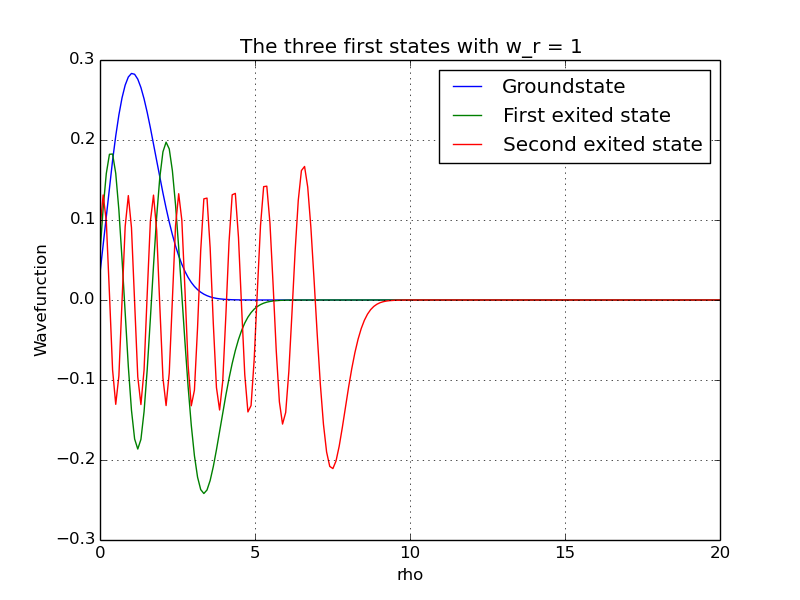 The three first states with w_r = 1
Groundstate
First exited state
Second exited state
Wavefunction
0.3
0.2
0.1
0.0
−0.1
−0.2
−0.3
0 5 10 15 20
rho